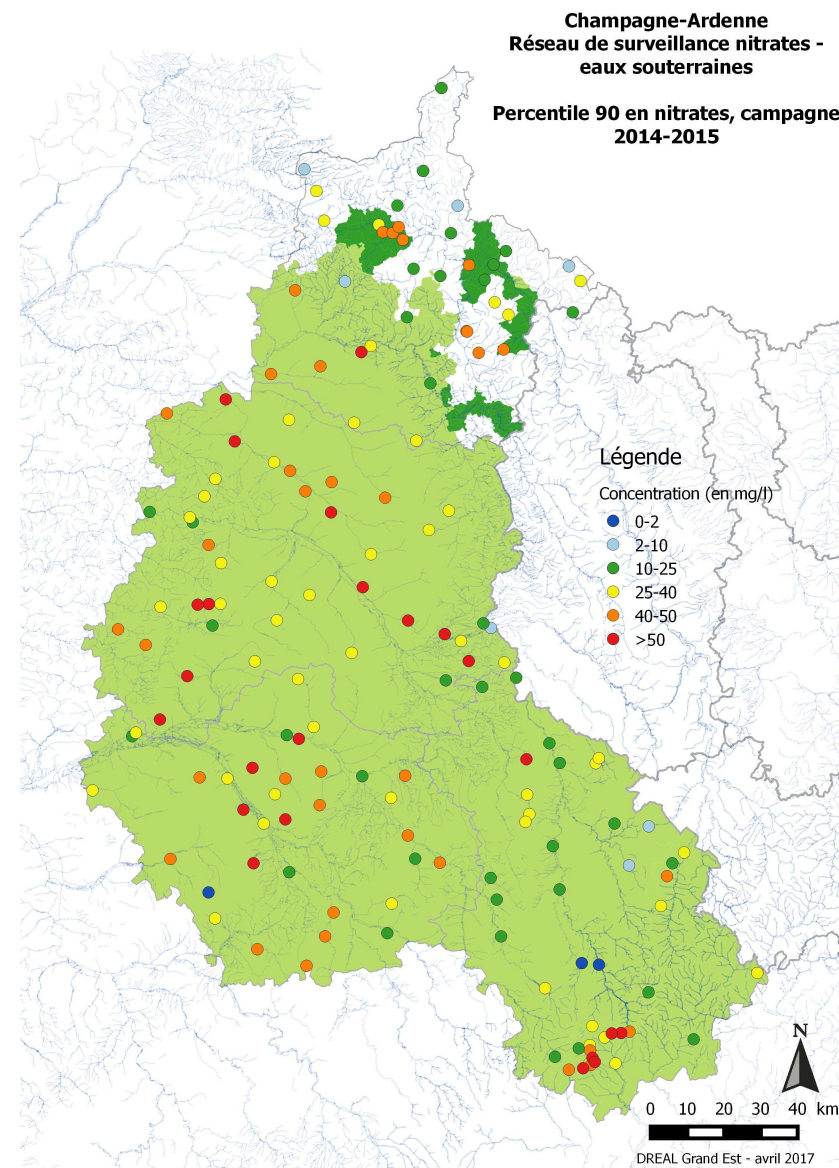 Champagne-Ardenne
Réseau de surveillance nitrates -
eaux souterraines
Percentile 90 en nitrates, campagne
2014-2015
Légende
Concentration (en mg/l)
0-2
2-10
10-25
25-40
40-50
>50
N
0 10 20 30 40 km
DREAL Grand Est - avril 2017